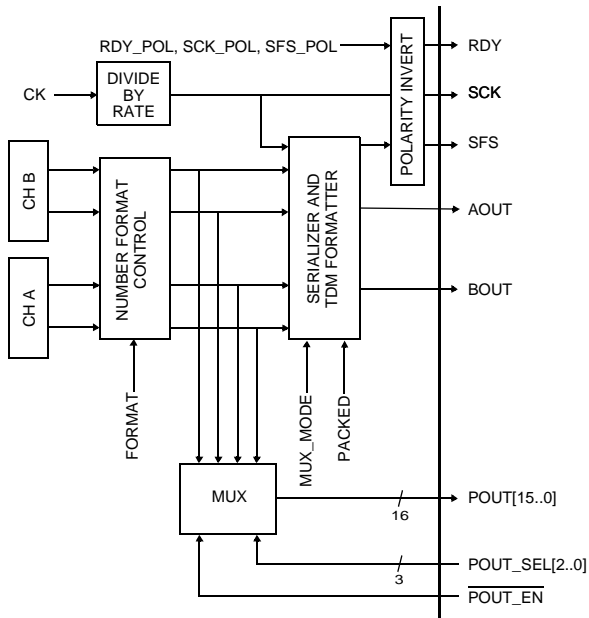 RDY_POL, SCK_POL, SFS_POL
RDY
DIVIDE
BY
RATE
CK
POLARITY INVERT
SCK
SFS
CH B
CH A
NUMBER FORMAT
CONTROL
SERIALIZER AND
TDM FORMATTER
AOUT
BOUT
FORMAT
MUX_MODE
PACKED
MUX
POUT[15..0]
16
POUT_SEL[2..0]
3
POUT_EN